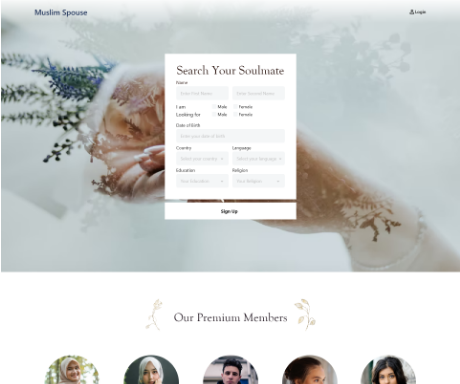 Muslim Spouse
Login
Search Your Soulmate
Name
Enter First Name
Enter Second Name
I am
Male
Female
Looking for
Male
Female
Date of Birth
Enter your date of birth
Country
Language
Select your country
Select your language
Education
Religion
Your Education
Your Religion
Sign Up
Our Premium Members